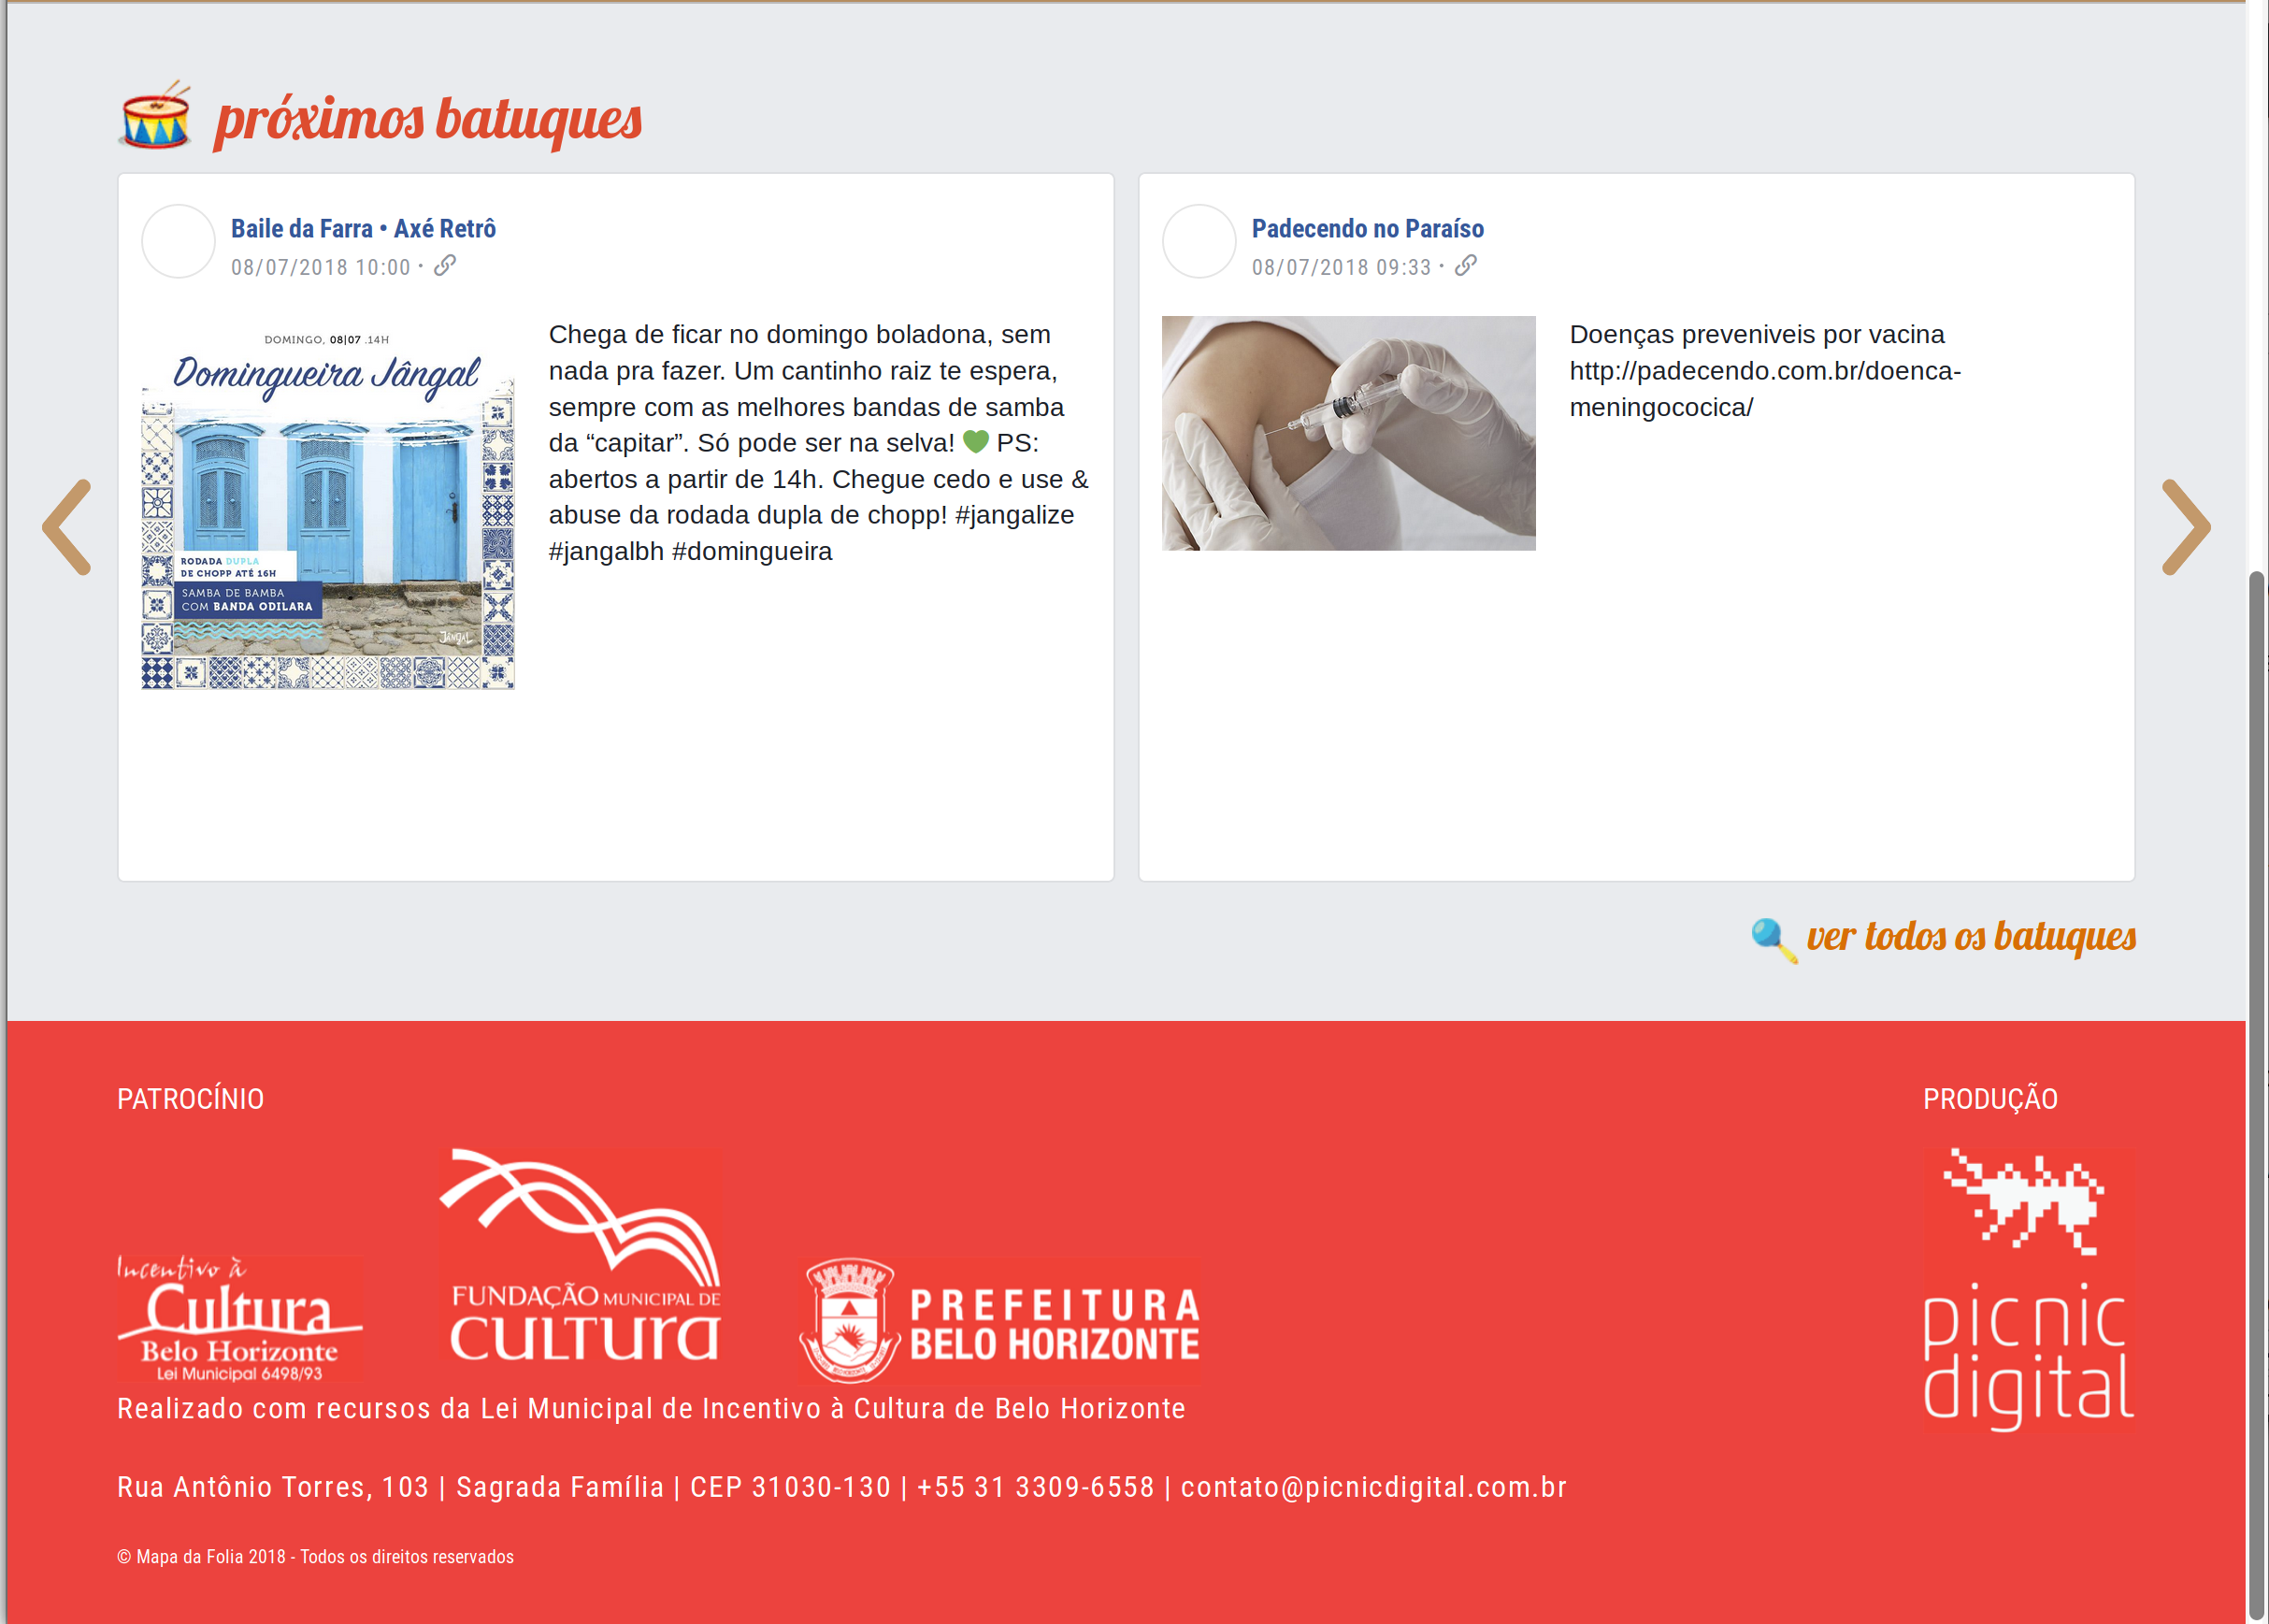 próximos batuques
Baile da Farra • Axé Retrô
08/07/2018 10:00 •
DOMINGO, 08|07 .14H
Domingueira Jângal
RODADA DUPLA
DE CHOPP ATÉ 16H
SAMBA DE BAMBA
COM BANDA ODILARA
JÂNGAL
Chega de ficar no domingo boladona, sem
nada pra fazer. Um cantinho raiz te espera,
sempre com as melhores bandas de samba
da “capitar”. Só pode ser na selva! 💚 PS:
abertos a partir de 14h. Chegue cedo e use &
abuse da rodada dupla de chopp! #jangalize
#jangalbh #domingueira
Padecendo no Paraíso
08/07/2018 09:33 •
Doenças preveniveis por vacina
http://padecendo.com.br/doenca-
meningococica/
ver todos os batuques
PATROCÍNIO
Incentivo à
Cultura
Belo Horizonte
Lei Municipal 6498/93
FUNDAÇÃO MUNICIPAL DE
CULTURA
PREFEITURA
BELO HORIZONTE
Realizado com recursos da Lei Municipal de Incentivo à Cultura de Belo Horizonte
PRODUÇÃO
picnic
digital
Rua Antônio Torres, 103 | Sagrada Família | CEP 31030-130 | +55 31 3309-6558 | contato@picnicdigital.com.br
© Mapa da Folia 2018 - Todos os direitos reservados